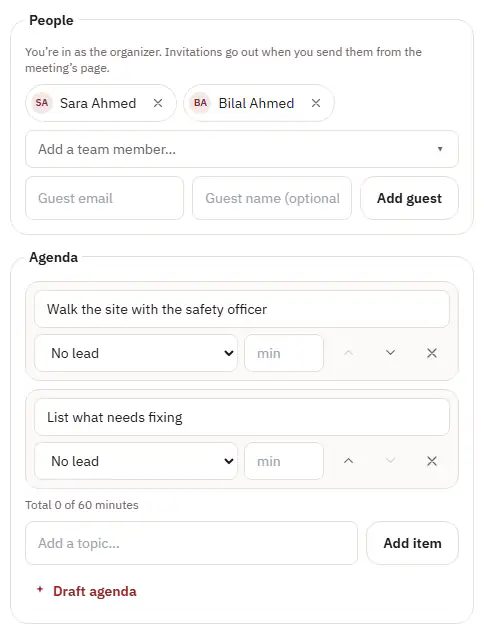 People
You're in as the organizer. Invitations go out when you send them from the
meeting's page.
SA Sara Ahmed ✕ BA Bilal Ahmed ✕
Add a team member...
Guest email Guest name (optional Add guest
Agenda
Walk the site with the safety officer
No lead min
List what needs fixing
No lead min
Total 0 of 60 minutes
Add a topic... Add item
Draft agenda